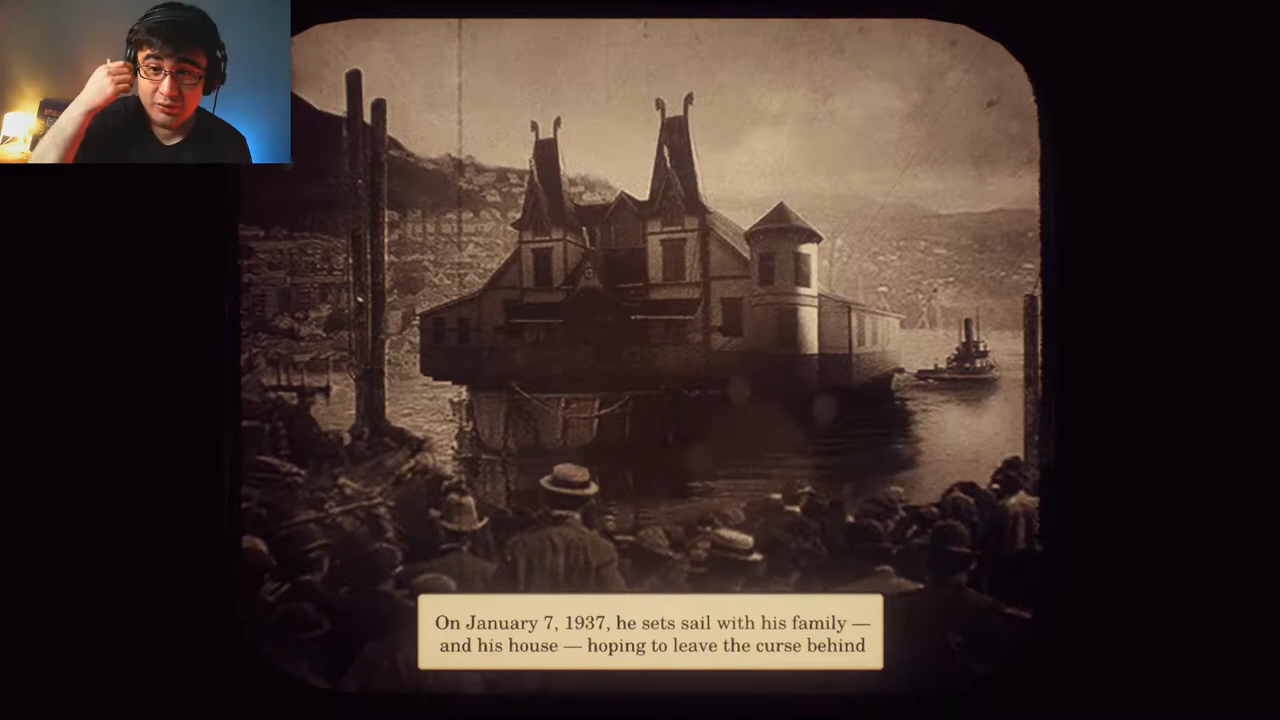 On January 7, 1937, he sets sail with his family —
and his house — hoping to leave the curse behind